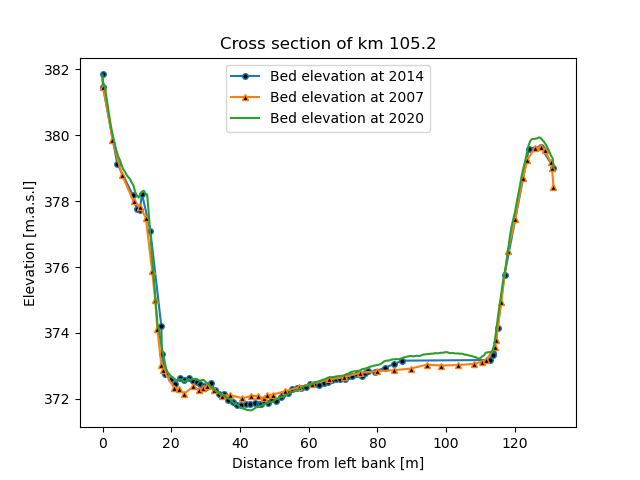 Cross section of km 105.2
Bed elevation at 2014
Bed elevation at 2007
Bed elevation at 2020
Elevation [m.a.s.l]
382
380
378
376
374
372
0
20
40
60
80
100
120
Distance from left bank [m]